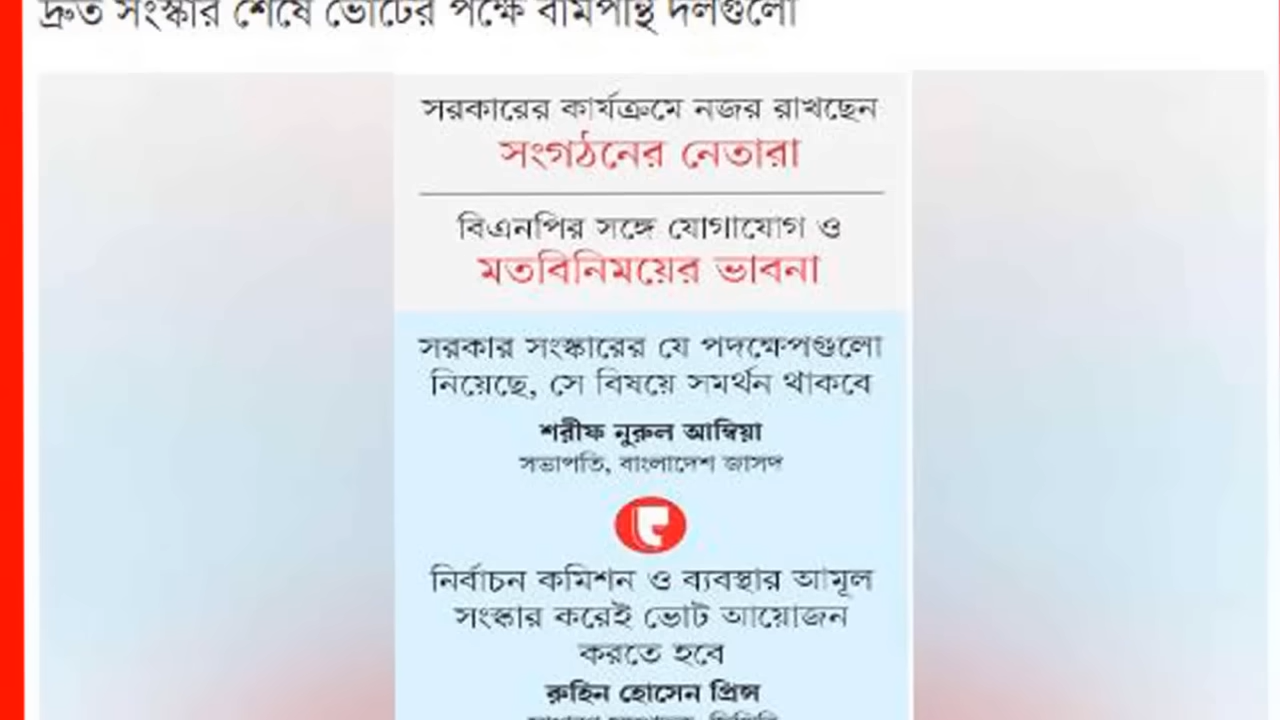 দ্রুত সংস্কার শেষে ভোটের পক্ষে বামপন্থি দলগুলো
সরকারের কার্যক্রমে নজর রাখছেন
সংগঠনের নেতারা
বিএনপির সঙ্গে যোগাযোগ ও
মতবিনিময়ের ভাবনা
সরকার সংস্কারের যে পদক্ষেপগুলো
নিয়েছে, সে বিষয়ে সমর্থন থাকবে
শরীফ নুরুল আম্বিয়া
সভাপতি, বাংলাদেশ জাসদ
নির্বাচন কমিশন ও ব্যবস্থার আমূল
সংস্কার করেই ভোট আয়োজন
করতে হবে
রুহিন হোসেন প্রিন্স